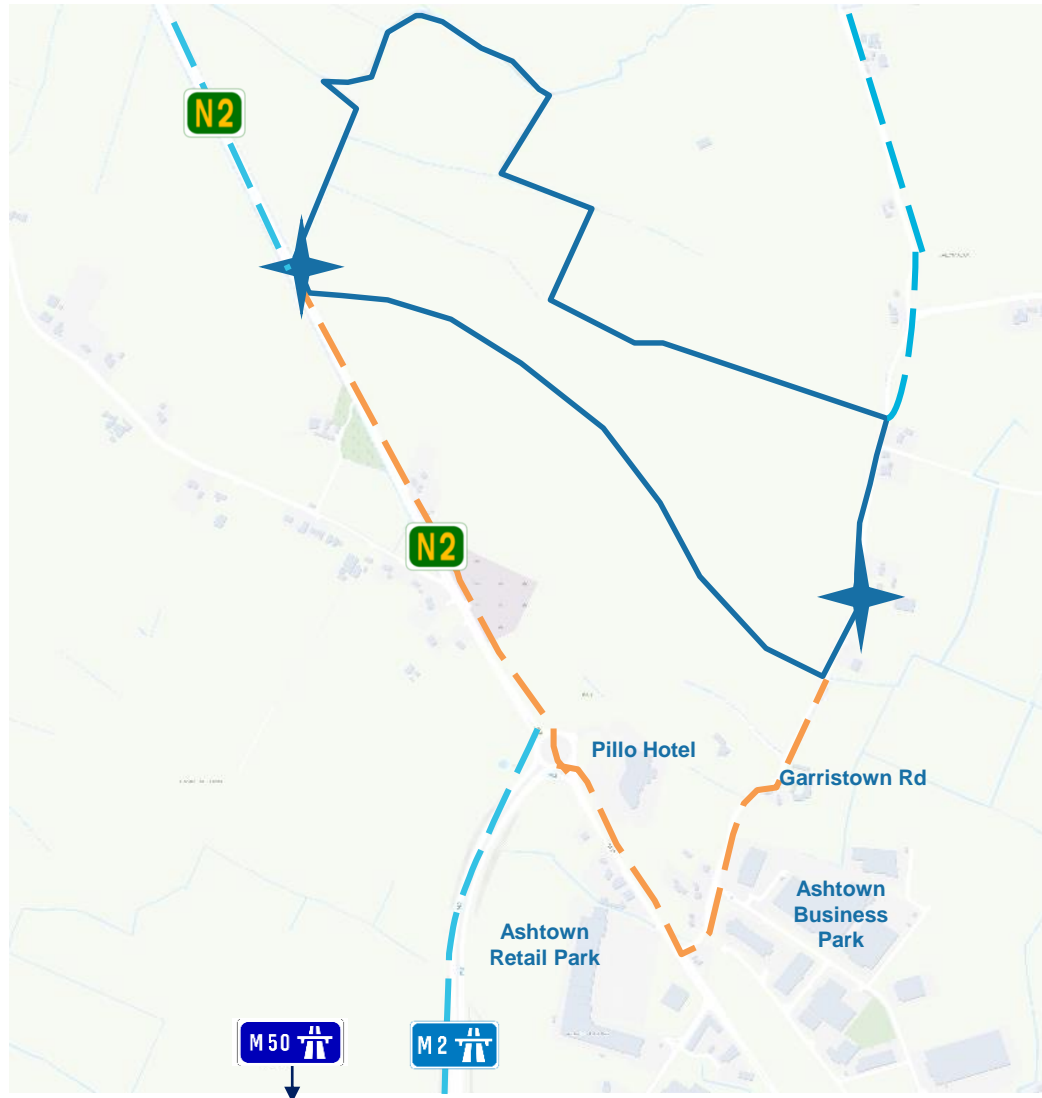 N2
N2
Pillo Hotel
Garristown Rd
Ashtown
Business
Park
Ashtown
Retail Park
M50
M2